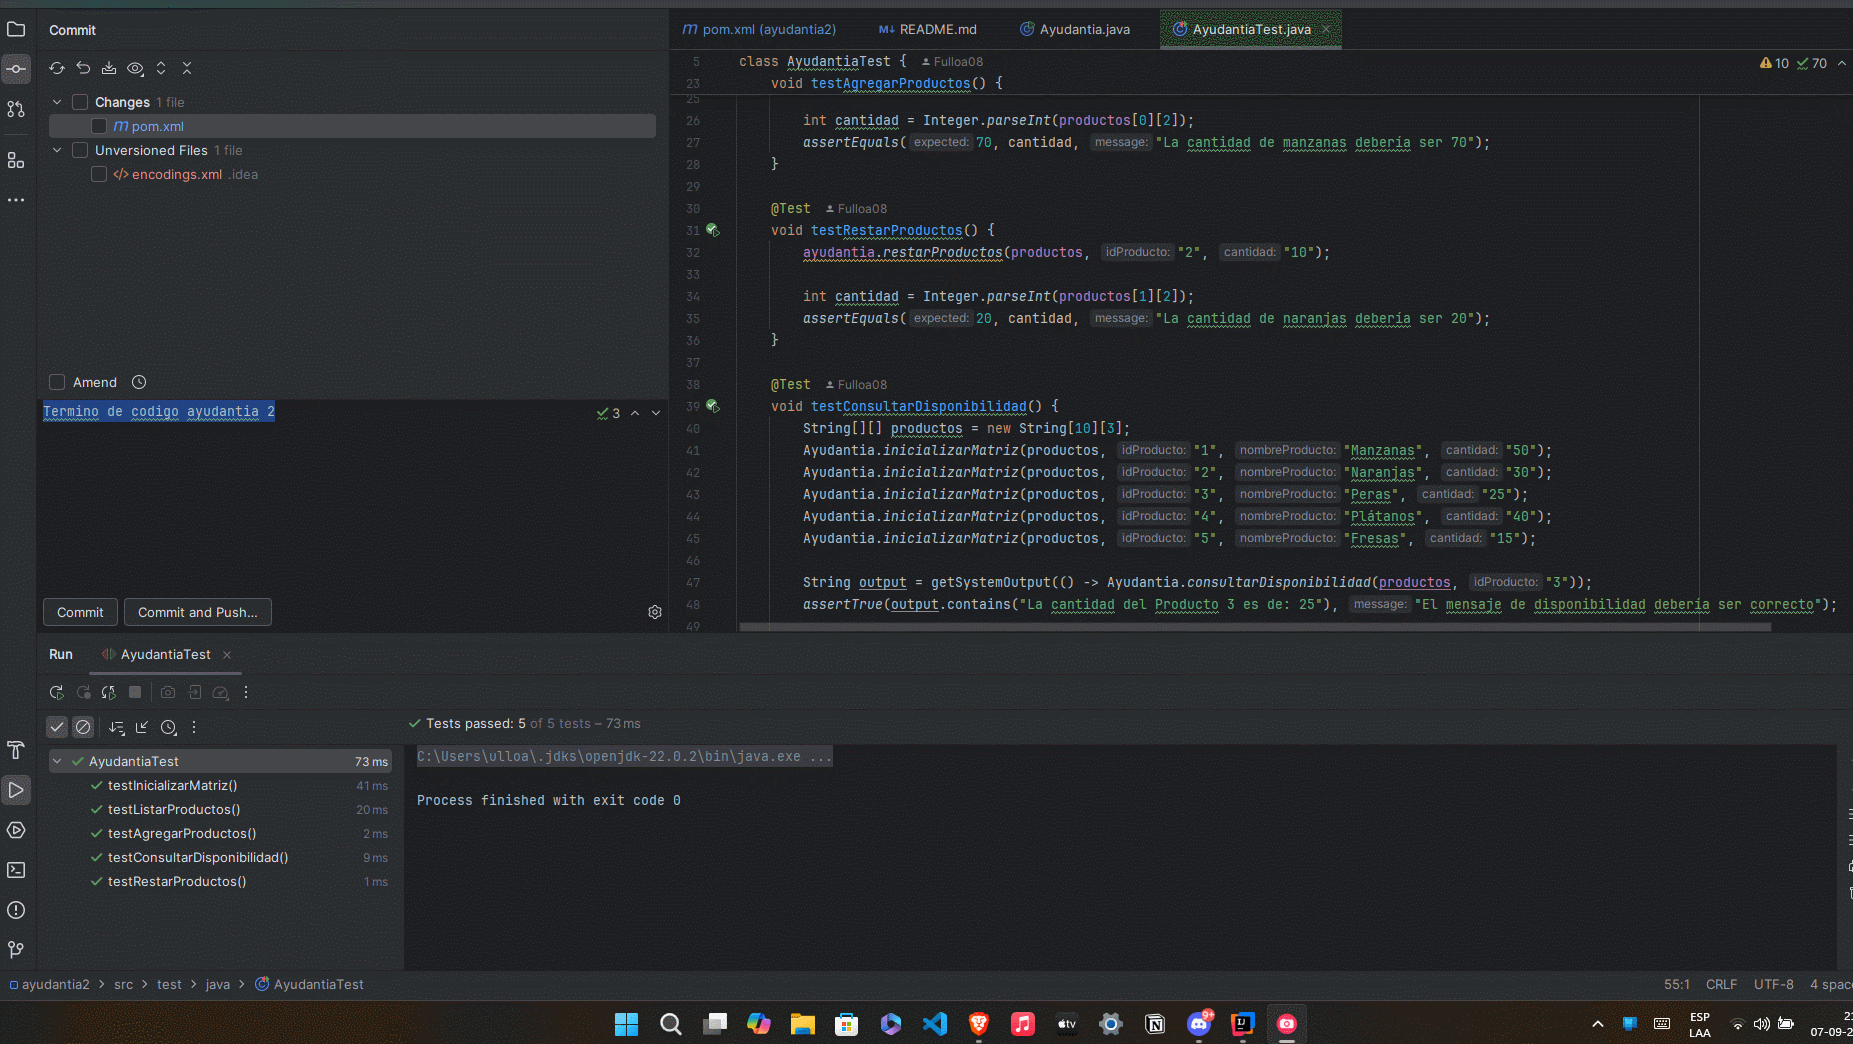 Commit
Changes 1 file
pom.xml
Unversioned Files 1 file
encodings.xml .idea
Amend
Termino de codigo ayudantia 2
3
Commit
Commit and Push...
pom.xml (ayudantia2)
README.md
Ayudantia.java
AyudantiaTest.java
10 70
5 class AyudantiaTest { Fulloa08
23 void testAgregarProductos() {
25
26 int cantidad = Integer.parseInt(productos[0][2]);
27 assertEquals( expected: 70, cantidad, message: "La cantidad de manzanas debería ser 70");
28 }
29
30 @Test Fulloa08
31 void testRestarProductos() {
32 ayudantia.restarProductos(productos, idProducto: "2", cantidad: "10");
33
34 int cantidad = Integer.parseInt(productos[1][2]);
35 assertEquals( expected: 20, cantidad, message: "La cantidad de naranjas debería ser 20");
36 }
37
38 @Test Fulloa08
39 void testConsultarDisponibilidad() {
40 String[][] productos = new String[10][3];
41 Ayudantia.inicializarMatriz(productos, idProducto: "1", nombreProducto: "Manzanas", cantidad: "50");
42 Ayudantia.inicializarMatriz(productos, idProducto: "2", nombreProducto: "Naranjas", cantidad: "30");
43 Ayudantia.inicializarMatriz(productos, idProducto: "3", nombreProducto: "Peras", cantidad: "25");
44 Ayudantia.inicializarMatriz(productos, idProducto: "4", nombreProducto: "Plátanos", cantidad: "40");
45 Ayudantia.inicializarMatriz(productos, idProducto: "5", nombreProducto: "Fresas", cantidad: "15");
46
47 String output = getSystemOutput(() -> Ayudantia.consultarDisponibilidad(productos, idProducto: "3"));
48 assertTrue(output.contains("La cantidad del Producto 3 es de: 25"), message: "El mensaje de disponibilidad debería ser correcto");
49
Run
AyudantiaTest
Tests passed: 5 of 5 tests – 73 ms
AyudantiaTest 73 ms
testInicializarMatriz() 41 ms
testListarProductos() 20 ms
testAgregarProductos() 2 ms
testConsultarDisponibilidad() 9 ms
testRestarProductos() 1 ms
C:\Users\ulloa\.jdks\openjdk-22.0.2\bin\java.exe ...
Process finished with exit code 0
ayudantia2 > src > test > java > AyudantiaTest
55:1 CRLF UTF-8 4 spac
tv
9+
ESP
LAA
07-09-2